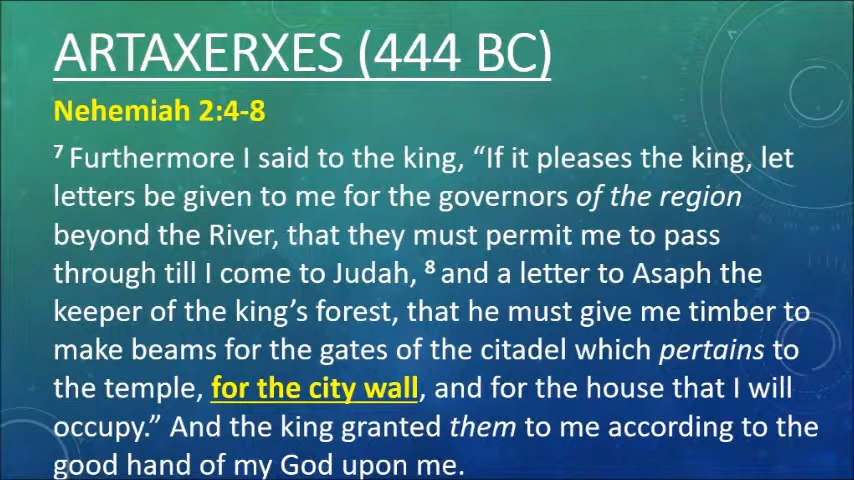 ARTAXERXES (444 BC)
Nehemiah 2:4-8
⁷ Furthermore I said to the king, “If it pleases the king, let
letters be given to me for the governors of the region
beyond the River, that they must permit me to pass
through till I come to Judah, ⁸ and a letter to Asaph the
keeper of the king’s forest, that he must give me timber to
make beams for the gates of the citadel which pertains to
the temple, for the city wall, and for the house that I will
occupy.” And the king granted them to me according to the
good hand of my God upon me.